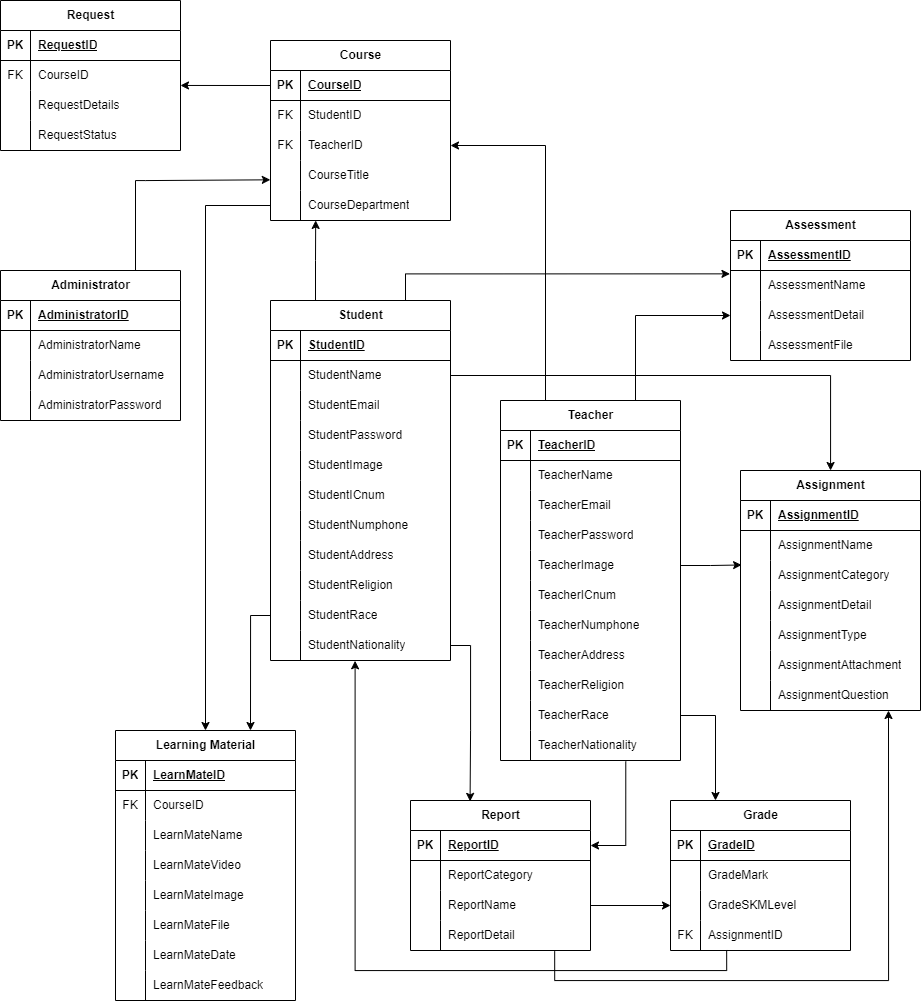 Request
PK RequestID
FK CourseID
RequestDetails
RequestStatus
Course
PK CourseID
FK StudentID
FK TeacherID
CourseTitle
CourseDepartment
Assessment
PK AssessmentID
AssessmentName
AssessmentDetail
AssessmentFile
Administrator
PK AdministratorID
AdministratorName
AdministratorUsername
AdministratorPassword
Student
PK StudentID
StudentName
StudentEmail
StudentPassword
StudentImage
StudentICnum
StudentNumphone
StudentAddress
StudentReligion
StudentRace
StudentNationality
Teacher
PK TeacherID
TeacherName
TeacherEmail
TeacherPassword
TeacherImage
TeacherICnum
TeacherNumphone
TeacherAddress
TeacherReligion
TeacherRace
TeacherNationality
Assignment
PK AssignmentID
AssignmentName
AssignmentCategory
AssignmentDetail
AssignmentType
AssignmentAttachment
AssignmentQuestion
Learning Material
PK LearnMateID
FK CourseID
LearnMateName
LearnMateVideo
LearnMateImage
LearnMateFile
LearnMateDate
LearnMateFeedback
Report
PK ReportID
ReportCategory
ReportName
ReportDetail
Grade
PK GradeID
GradeMark
GradeSKMLevel
FK AssignmentID